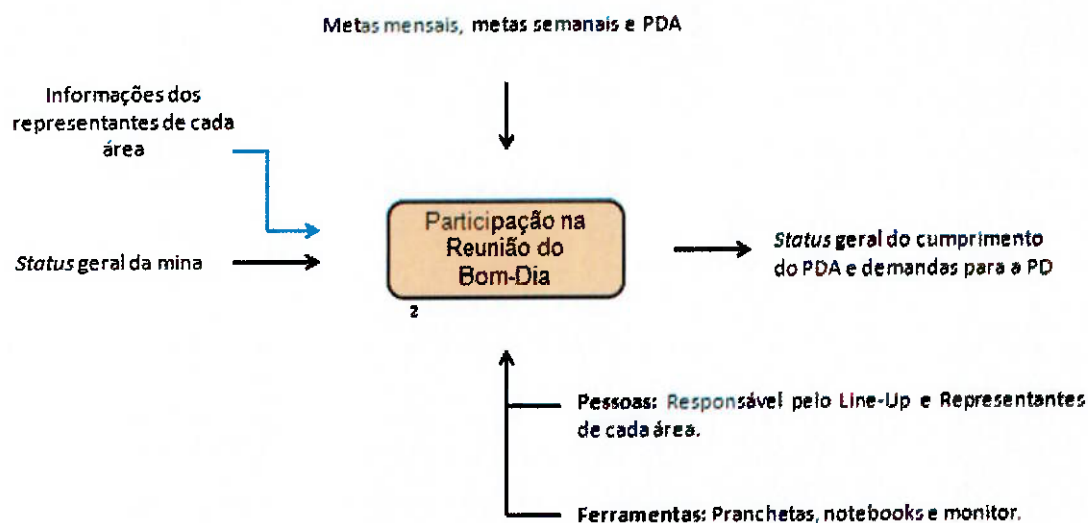 Metas mensais, metas semanais e PDA
Informações dos
representantes de cada
área
Status geral da mina
Participação na
Reunião do
Bom-Dia
2
Status geral do cumprimento
do PDA e demandas para a PD
Pessoas: Responsável pelo Line-Up e Representantes
de cada área.
Ferramentas: Pranchetas, notebooks e monitor.